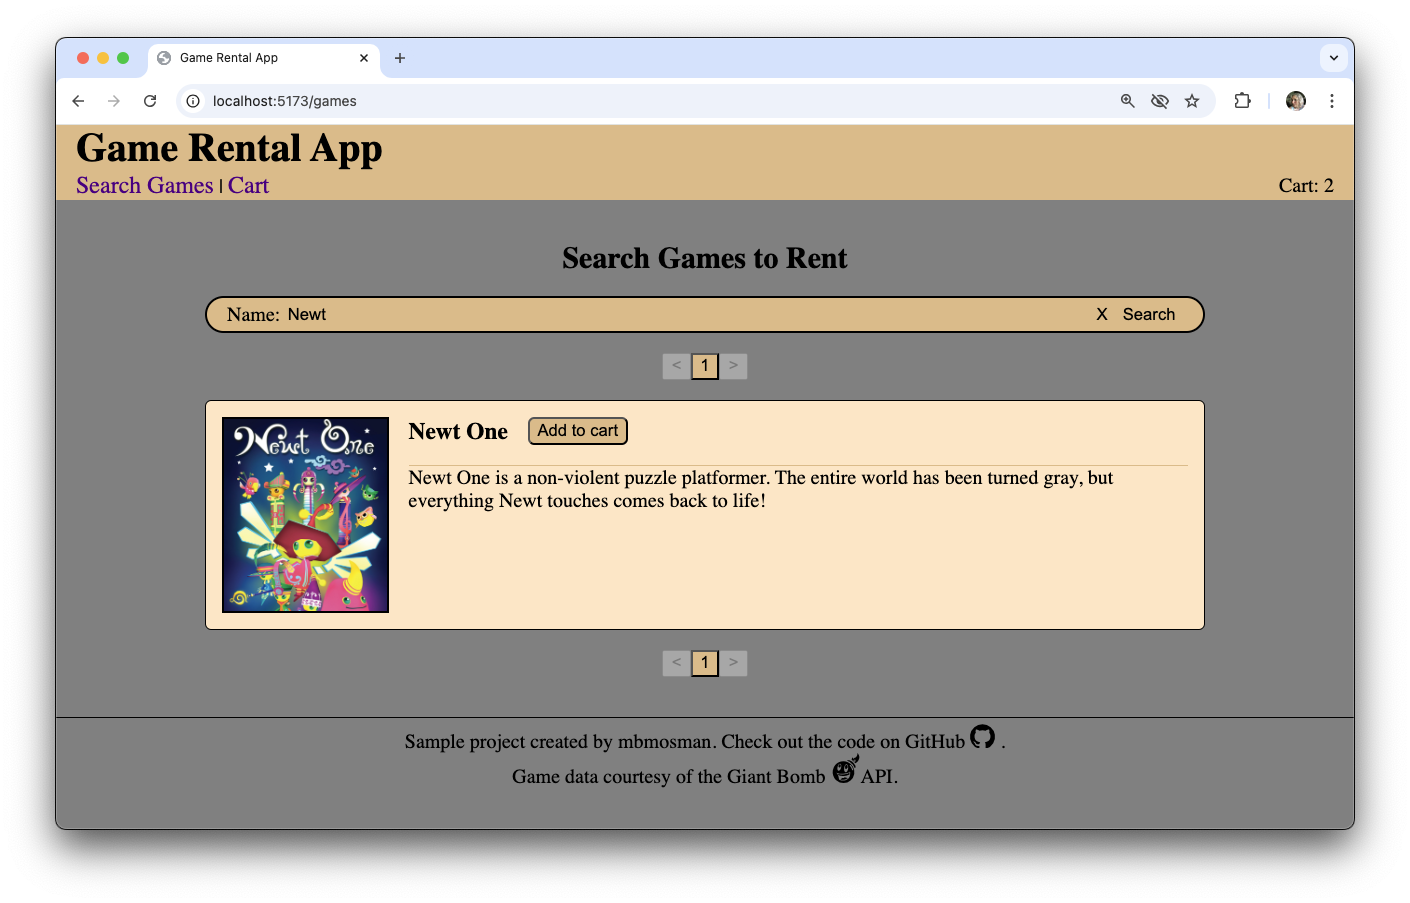 Game Rental App
localhost:5173/games
Game Rental App
Search Games | Cart
Cart: 2
Search Games to Rent
Name: Newt X Search
< 1 >
Newt One
Newt One Add to cart
Newt One is a non-violent puzzle platformer. The entire world has been turned gray, but
everything Newt touches comes back to life!
< 1 >
Sample project created by mbmosman. Check out the code on GitHub .
Game data courtesy of the Giant Bomb API.